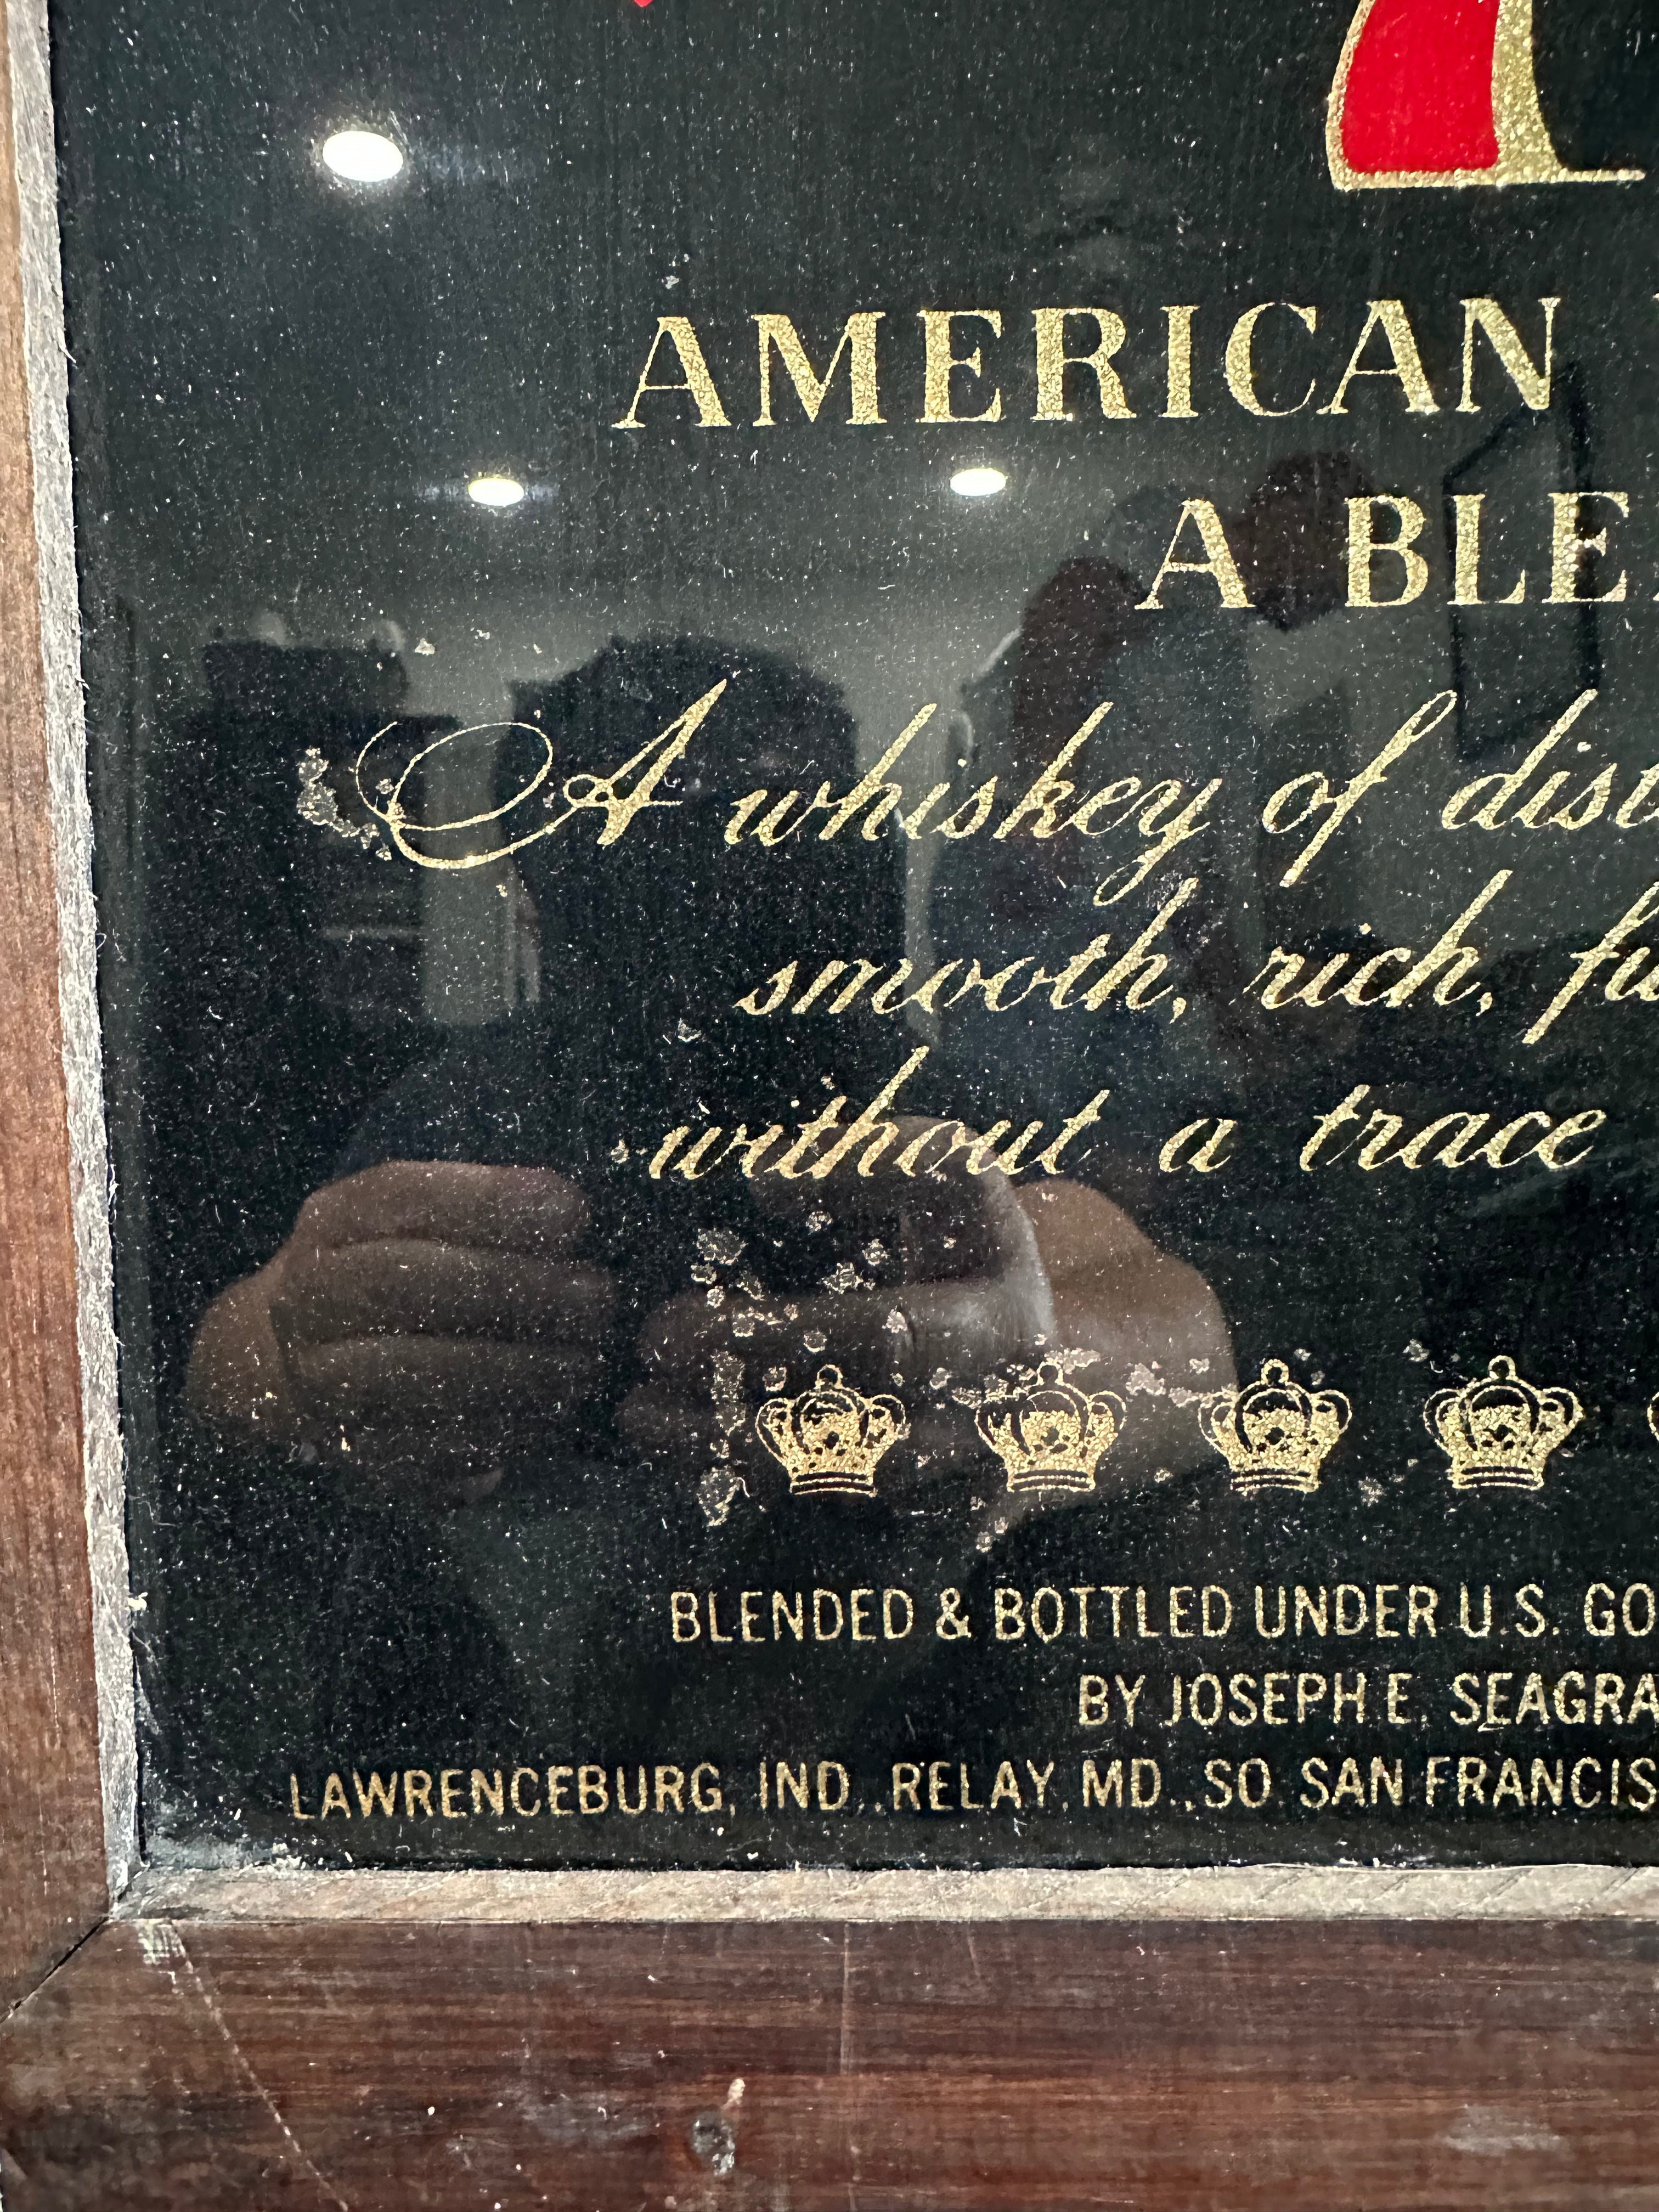 7
AMERICAN
A BLE
A whiskey of dist
smooth, rich, fu
without a trace
BLENDED & BOTTLED UNDER U.S. GO
BY JOSEPH E. SEAGRA
LAWRENCEBURG, IND., RELAY, MD., SO. SAN FRANCIS